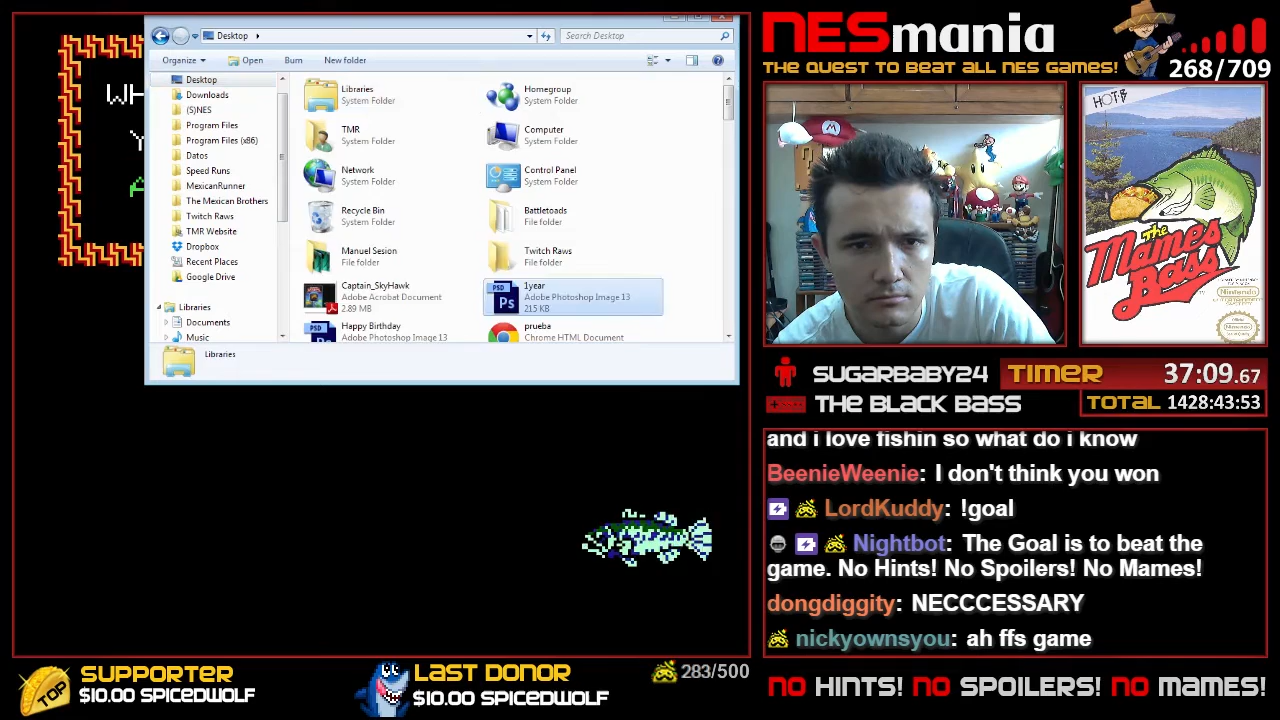 WH
Y
A
Desktop
Search Desktop
Organize
Open
Burn
New folder
Desktop
Downloads
(S)NES
Program Files
Program Files (x86)
Datos
Speed Runs
MexicanRunner
The Mexican Brothers
Twitch Raws
TMR Website
Dropbox
Recent Places
Google Drive
Libraries
Documents
Music
Libraries
System Folder
Homegroup
System Folder
TMR
System Folder
Computer
System Folder
Network
System Folder
Control Panel
System Folder
Recycle Bin
System Folder
Battletoads
File folder
Manuel Sesion
File folder
Twitch Raws
File folder
Captain_SkyHawk
Adobe Acrobat Document
2.89 MB
PSD
Ps
1year
Adobe Photoshop Image 13
215 KB
PSD
Happy Birthday
Adobe Photoshop Image 13
prueba
Chrome HTML Document
Libraries
NESmania
THE QUEST TO BEAT ALL NES GAMES!
268/709
M
HOT·B
The
Mames
Bass
Nintendo
Nintendo
SUGARBABY24
TIMER 37:09.67
THE BLACK BASS
TOTAL 1428:43:53
and i love fishin so what do i know
BeenieWeenie: I don't think you won
LordKuddy: !goal
Nightbot: The Goal is to beat the
game. No Hints! No Spoilers! No Mames!
dongdiggity: NECCCESSARY
nickyownsyou: ah ffs game
TOP
SUPPORTER
$10.00 SPICEDWOLF
LAST DONOR
$10.00 SPICEDWOLF
283/500
NO HINTS! NO SPOILERS! NO MAMES!